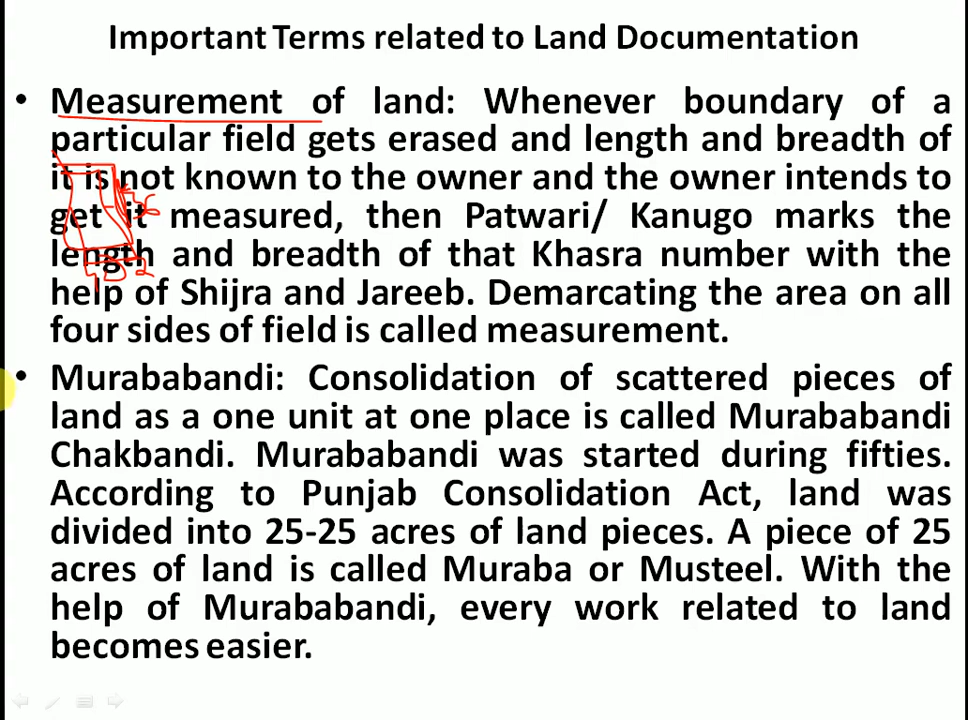 Important Terms related to Land Documentation
• Measurement of land: Whenever boundary of a
particular field gets erased and length and breadth of
it is not known to the owner and the owner intends to
get it measured, then Patwari/ Kanugo marks the
length and breadth of that Khasra number with the
help of Shijra and Jareeb. Demarcating the area on all
four sides of field is called measurement.
• Murababandi: Consolidation of scattered pieces of
land as a one unit at one place is called Murababandi
Chakbandi. Murababandi was started during fifties.
According to Punjab Consolidation Act, land was
divided into 25-25 acres of land pieces. A piece of 25
acres of land is called Muraba or Musteel. With the
help of Murababandi, every work related to land
becomes easier.